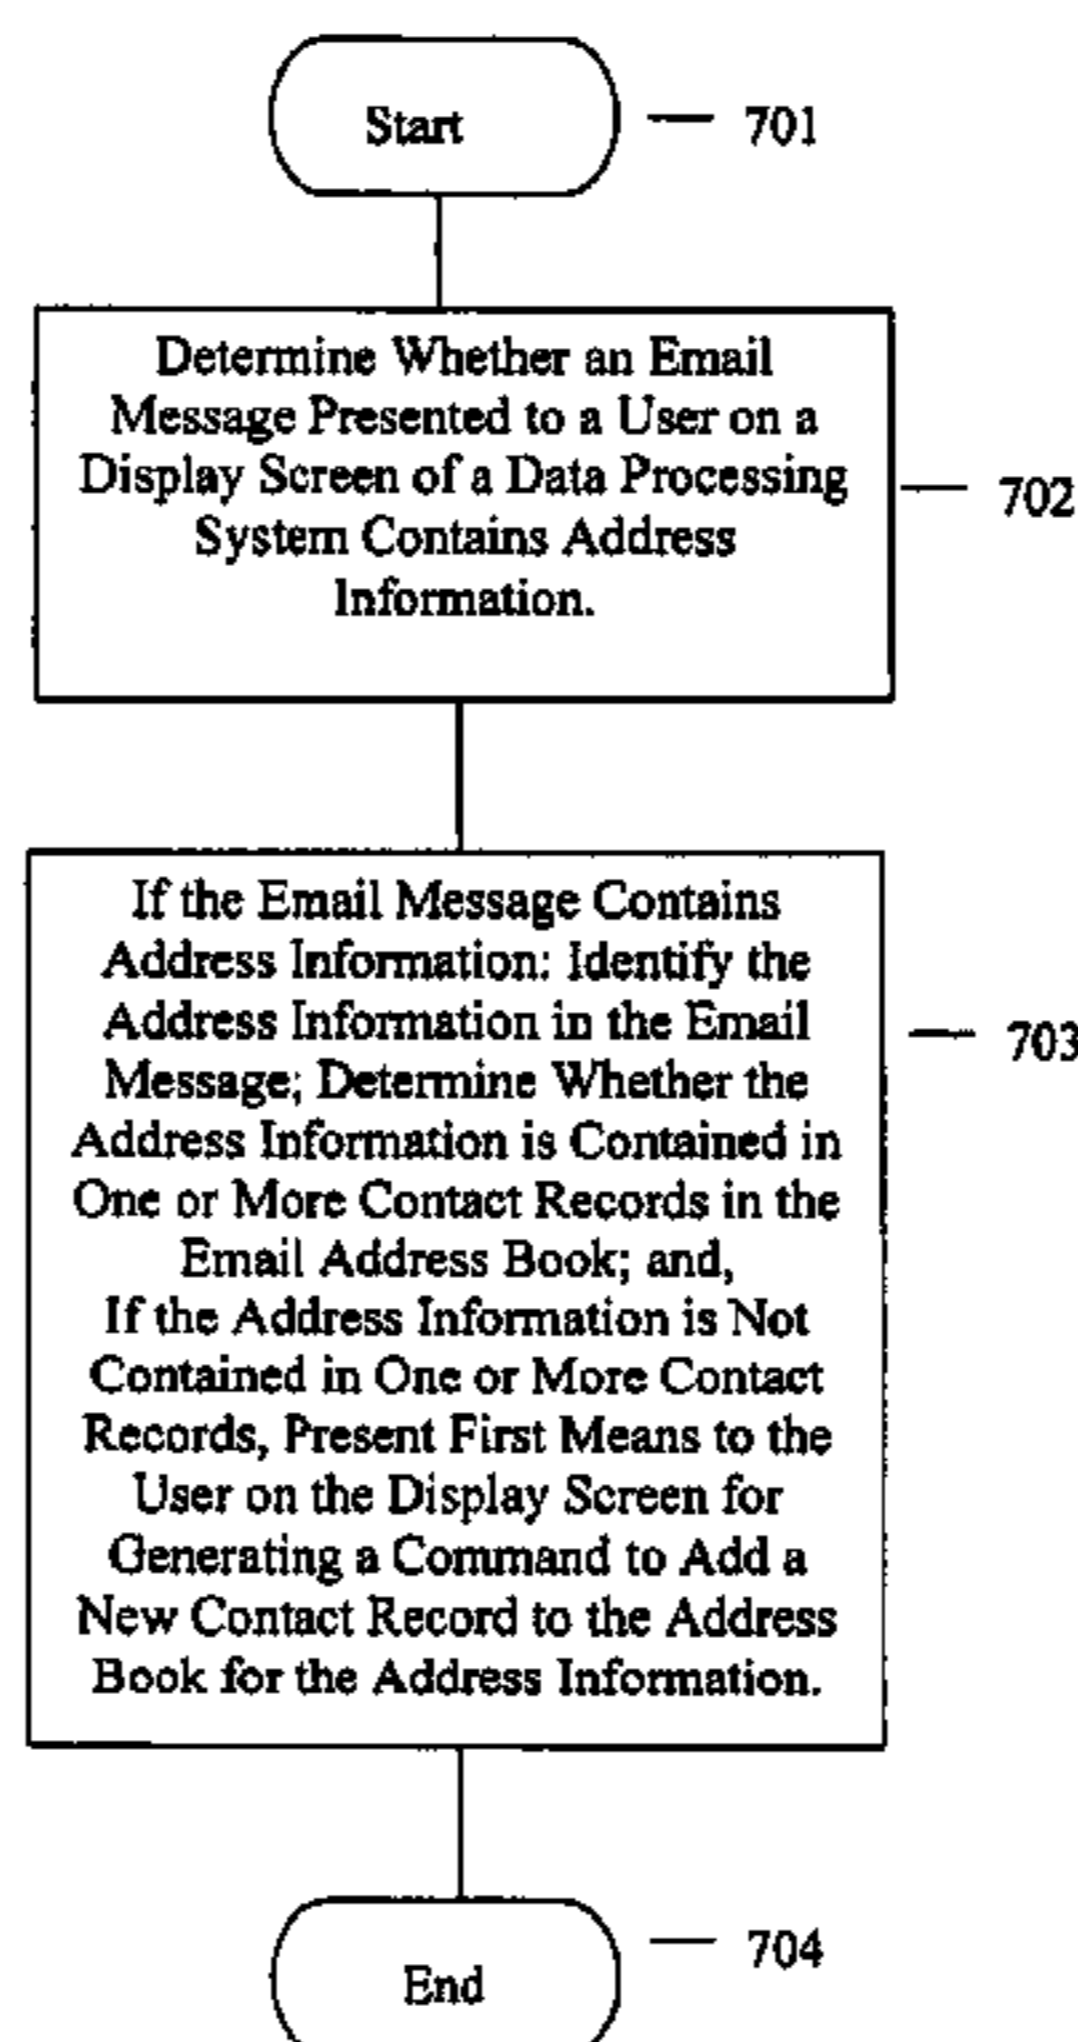 Start
701
Determine Whether an Email
Message Presented to a User on a
Display Screen of a Data Processing
System Contains Address
Information.
702
If the Email Message Contains
Address Information: Identify the
Address Information in the Email
Message; Determine Whether the
Address Information is Contained in
One or More Contact Records in the
Email Address Book; and,
If the Address Information is Not
Contained in One or More Contact
Records, Present First Means to the
User on the Display Screen for
Generating a Command to Add a
New Contact Record to the Address
Book for the Address Information.
703
End
704